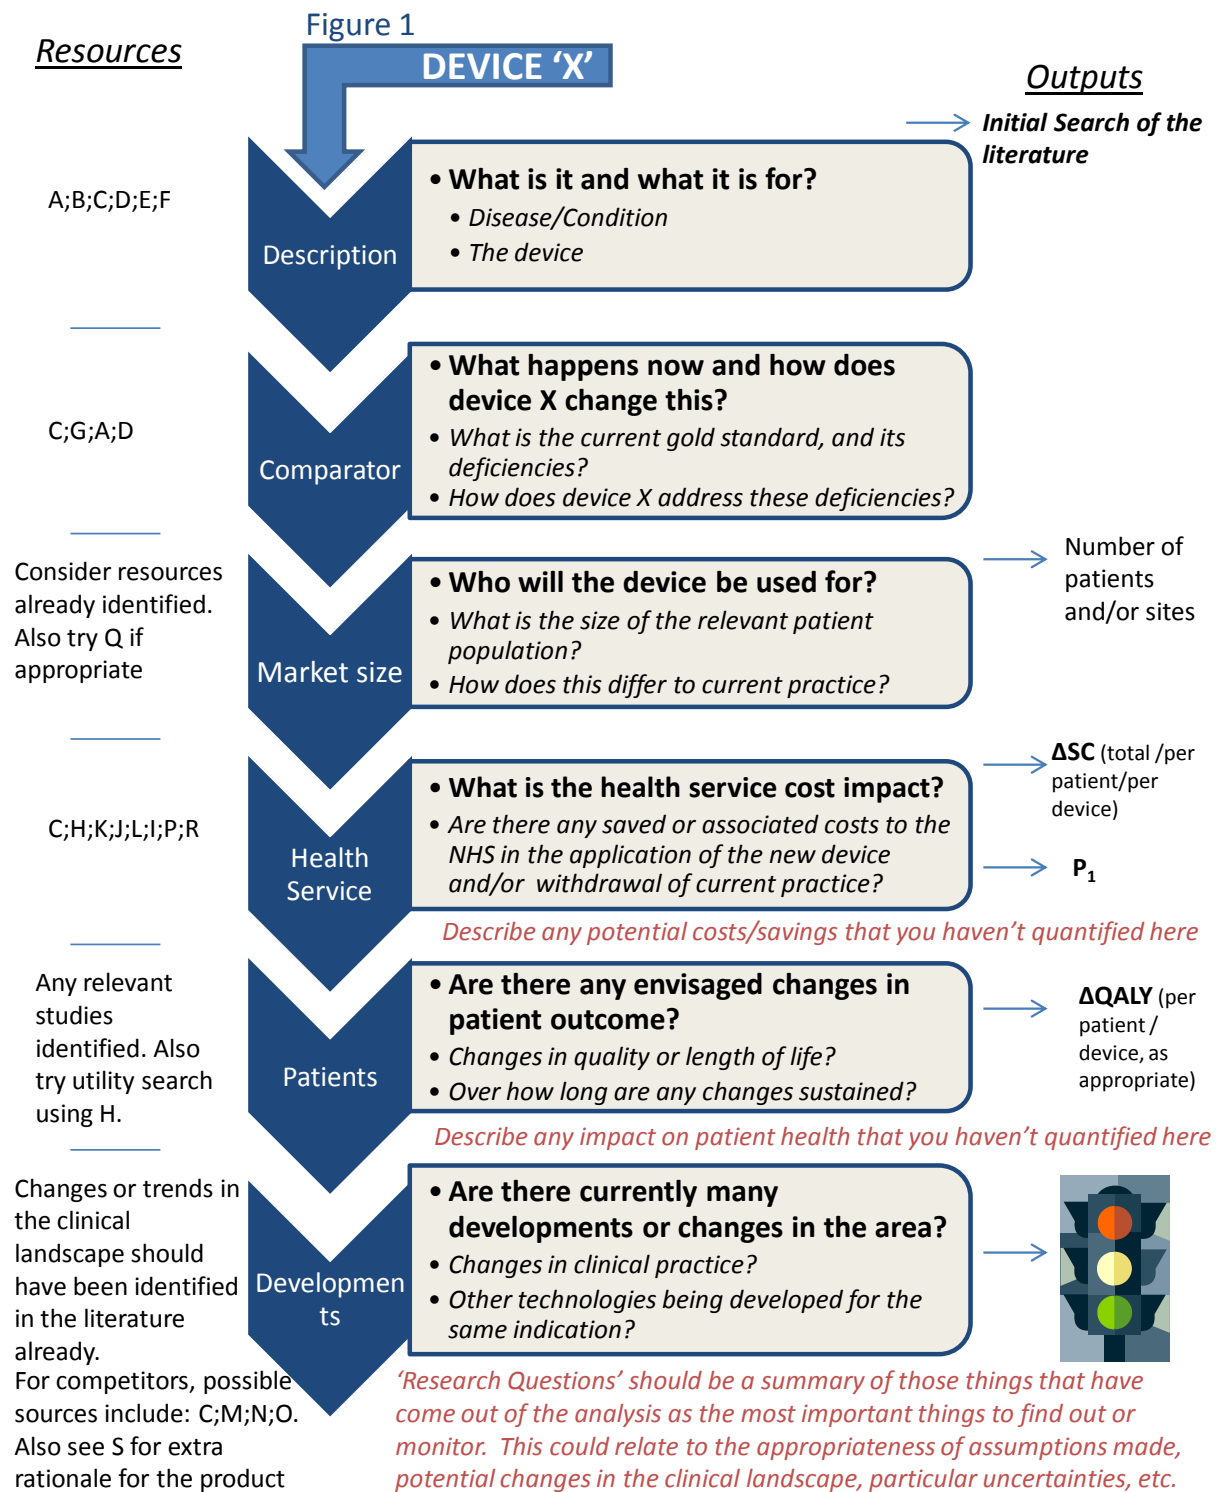 Figure 1
Resources
DEVICE ‘X’
Outputs
Initial Search of the
literature
A;B;C;D;E;F
Description
• What is it and what it is for?
• Disease/Condition
• The device
C;G;A;D
Comparator
• What happens now and how does
device X change this?
• What is the current gold standard, and its
deficiencies?
• How does device X address these deficiencies?
Consider resources
already identified.
Also try Q if
appropriate
Market size
• Who will the device be used for?
• What is the size of the relevant patient
population?
• How does this differ to current practice?
Number of
patients
and/or sites
C;H;K;J;L;I;P;R
Health
Service
• What is the health service cost impact?
• Are there any saved or associated costs to the
NHS in the application of the new device
and/or withdrawal of current practice?
ΔSC (total /per
patient/per
device)
P1
Describe any potential costs/savings that you haven’t quantified here
Any relevant
studies
identified. Also
try utility search
using H.
Patients
• Are there any envisaged changes in
patient outcome?
• Changes in quality or length of life?
• Over how long are any changes sustained?
ΔQALY (per
patient /
device, as
appropriate)
Describe any impact on patient health that you haven’t quantified here
Changes or trends in
the clinical
landscape should
have been identified
in the literature
already.
For competitors, possible
sources include: C;M;N;O.
Also see S for extra
rationale for the product
Developmen
ts
• Are there currently many
developments or changes in the area?
• Changes in clinical practice?
• Other technologies being developed for the
same indication?
‘Research Questions’ should be a summary of those things that have
come out of the analysis as the most important things to find out or
monitor. This could relate to the appropriateness of assumptions made,
potential changes in the clinical landscape, particular uncertainties, etc.